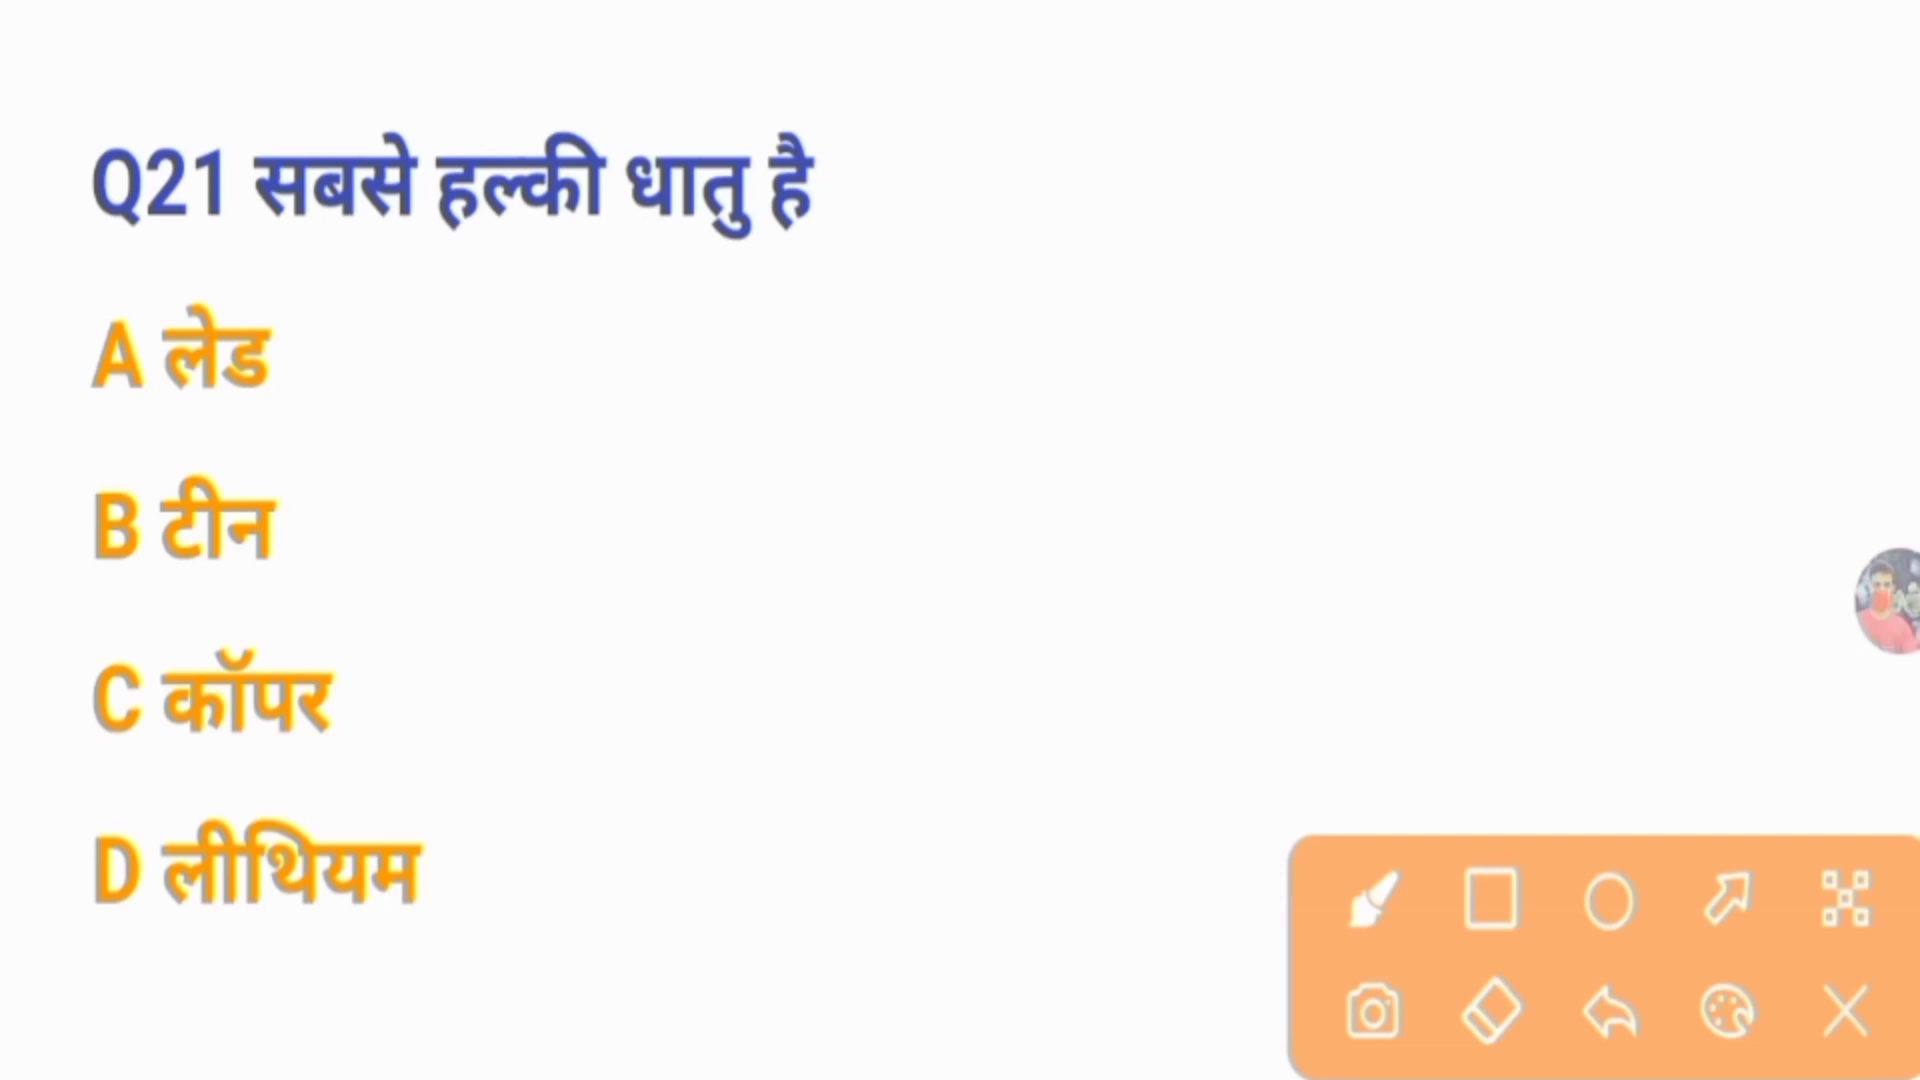 Q21 सबसे हल्की धातु है
A लेड
B टीन
C कॉपर
D लीथियम